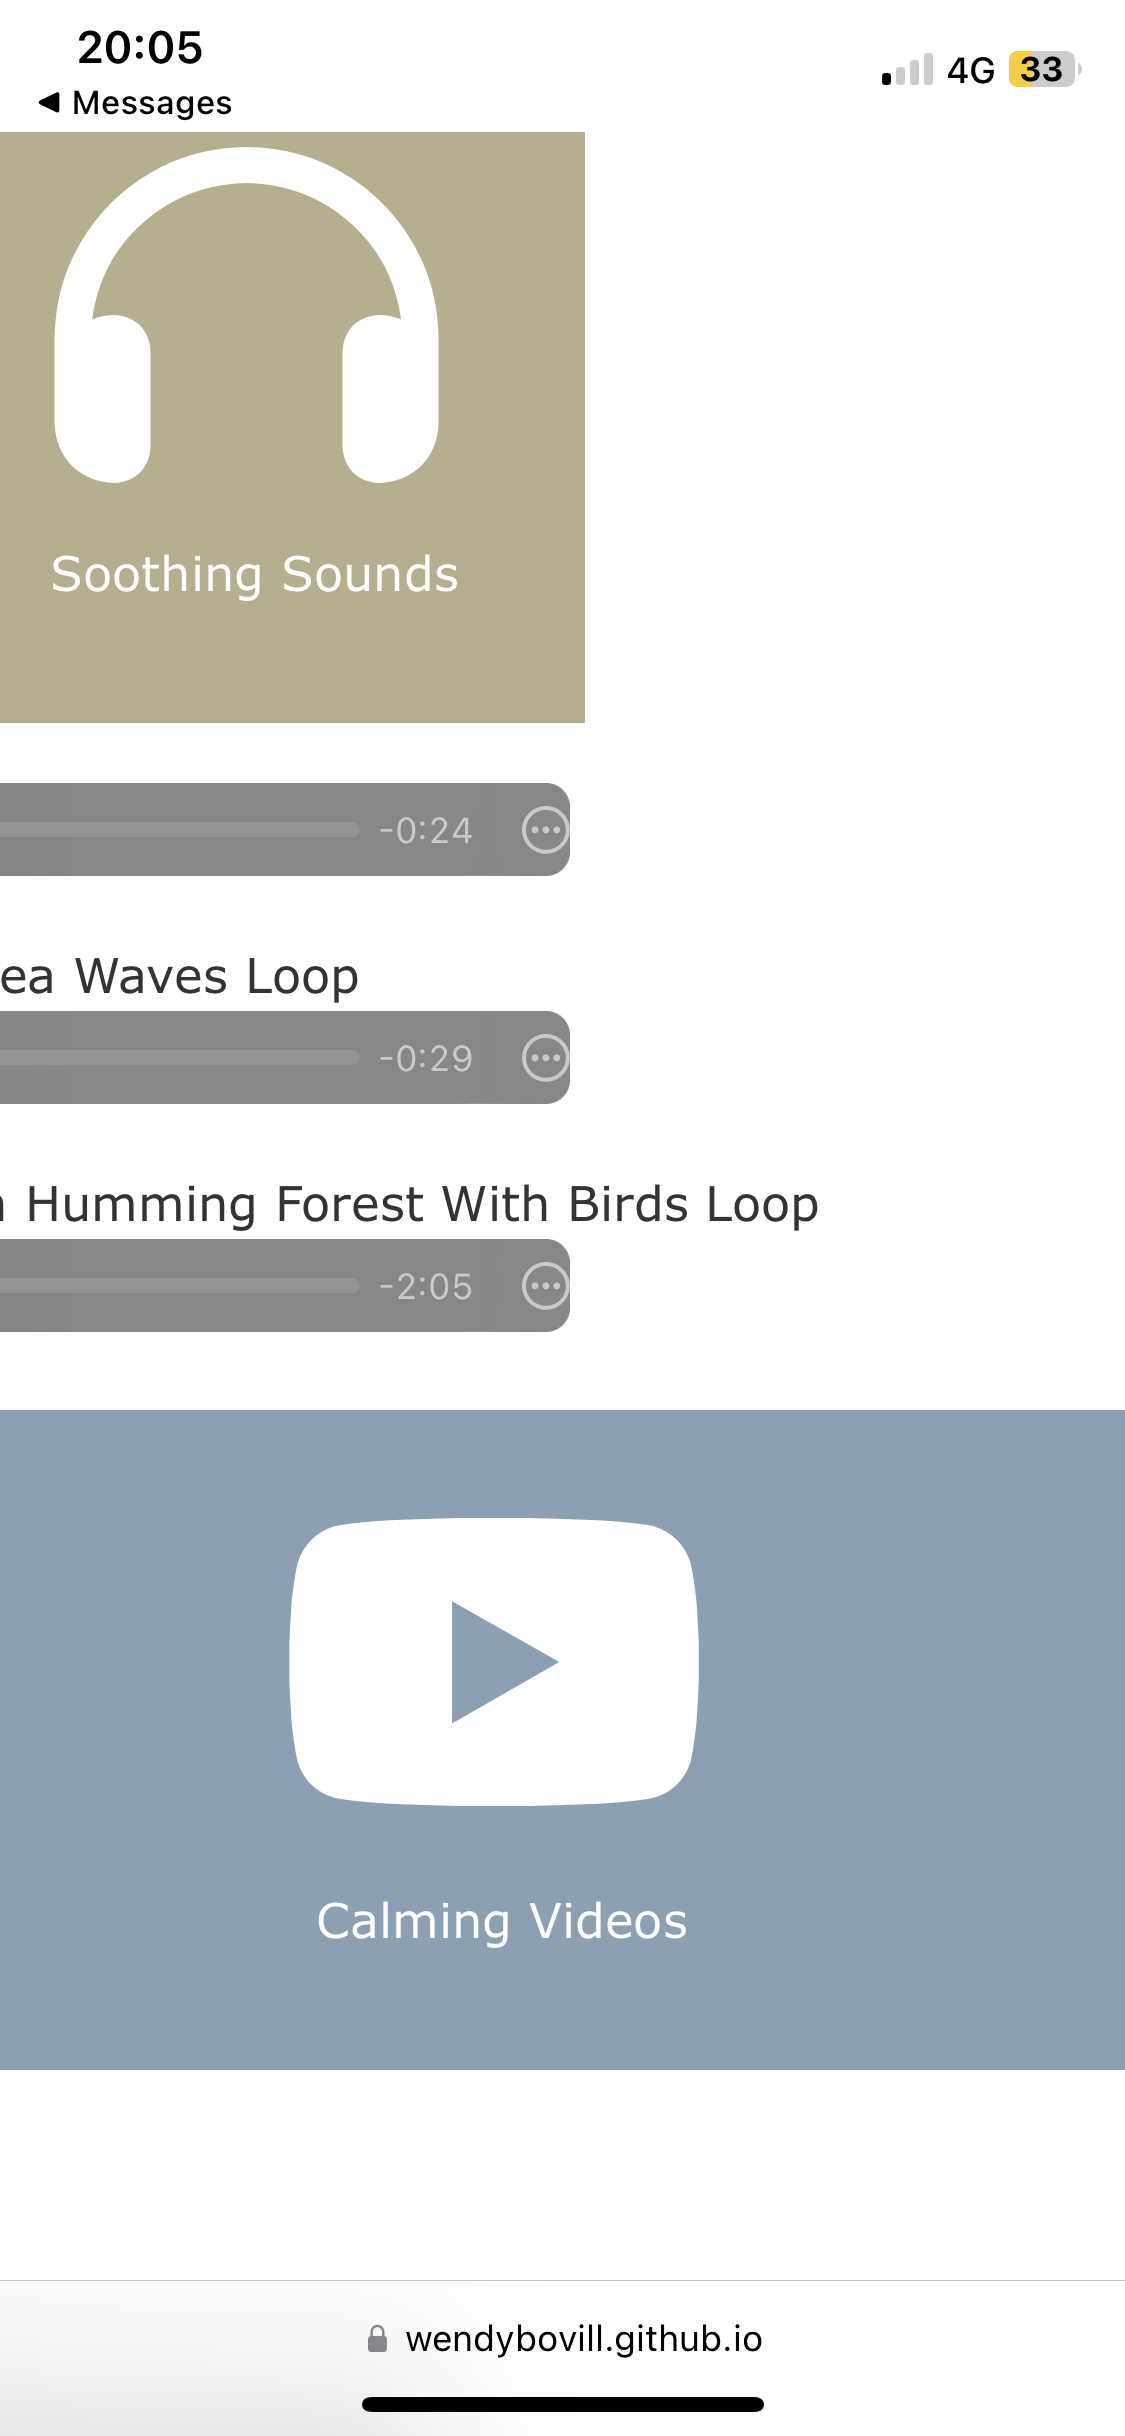 20:05
Messages
4G 33
Soothing Sounds
-0:24
ea Waves Loop
-0:29
Humming Forest With Birds Loop
-2:05
Calming Videos
wendybovill.github.io